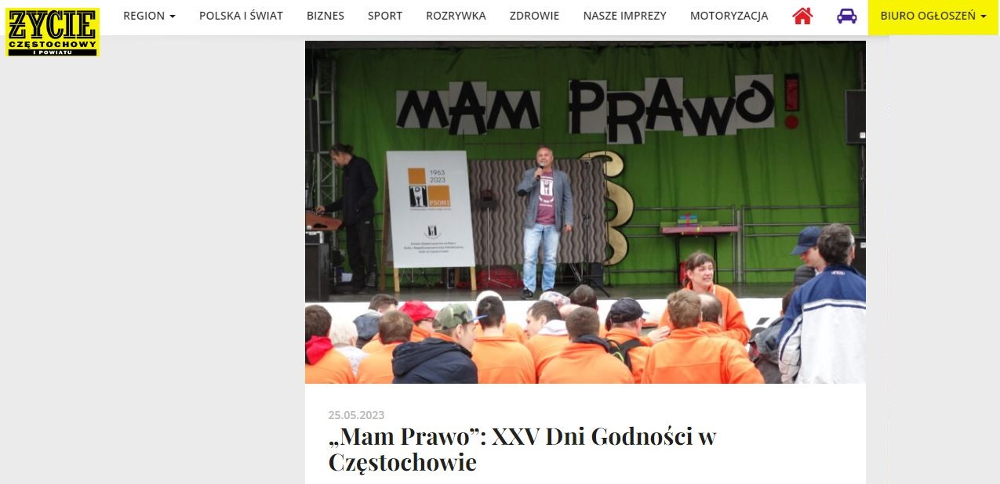 ŻYCIE
CZĘSTOCHOWY
I POWIATU
REGION
POLSKA I ŚWIAT
BIZNES
SPORT
ROZRYWKA
ZDROWIE
NASZE IMPREZY
MOTORYZACJA
BIURO OGŁOSZEŃ
MAM PRAWO!
1963
2023
PSONI
25.05.2023
„Mam Prawo”: XXV Dni Godności w
Częstochowie